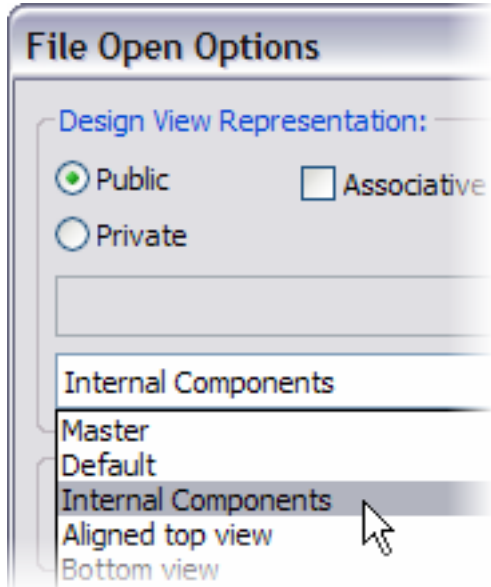 File Open Options
Design View Representation:
Public
Associative
Private
Internal Components
Master
Default
Internal Components
Aligned top view
Bottom view